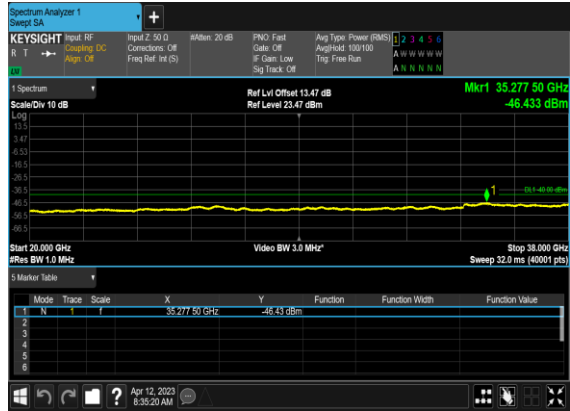 Spectrum Analyzer 1
Swept SA
KEYSIGHT Input: RF Input Z: 50 Ω #Atten: 20 dB PNO: Fast Avg Type: Power (RMS) 1 2 3 4 5 6
R T Coupling: DC Corrections: Off Gate: Off Avg|Hold: 100/100 A W W W W W
Align: Off Freq Ref: Int (S) IF Gain: Low Trig: Free Run
Sig Track: Off A N N N N N
1 Spectrum Ref Lvl Offset 13.47 dB Mkr1 35.277 50 GHz
Scale/Div 10 dB Ref Level 23.47 dBm -46.433 dBm
Log
13.5
3.47
-6.53
-16.5
-26.5
-36.5 1 DL1 -40.00 dBm
-46.5
-56.5
-66.5
Start 20.000 GHz Video BW 3.0 MHz* Stop 38.000 GHz
#Res BW 1.0 MHz Sweep 32.0 ms (40001 pts)
5 Marker Table
Mode Trace Scale X Y Function Function Width Function Value
1 N 1 f 35.277 50 GHz -46.43 dBm
2
3
4
5
6
Apr 12, 2023
8:35:20 AM